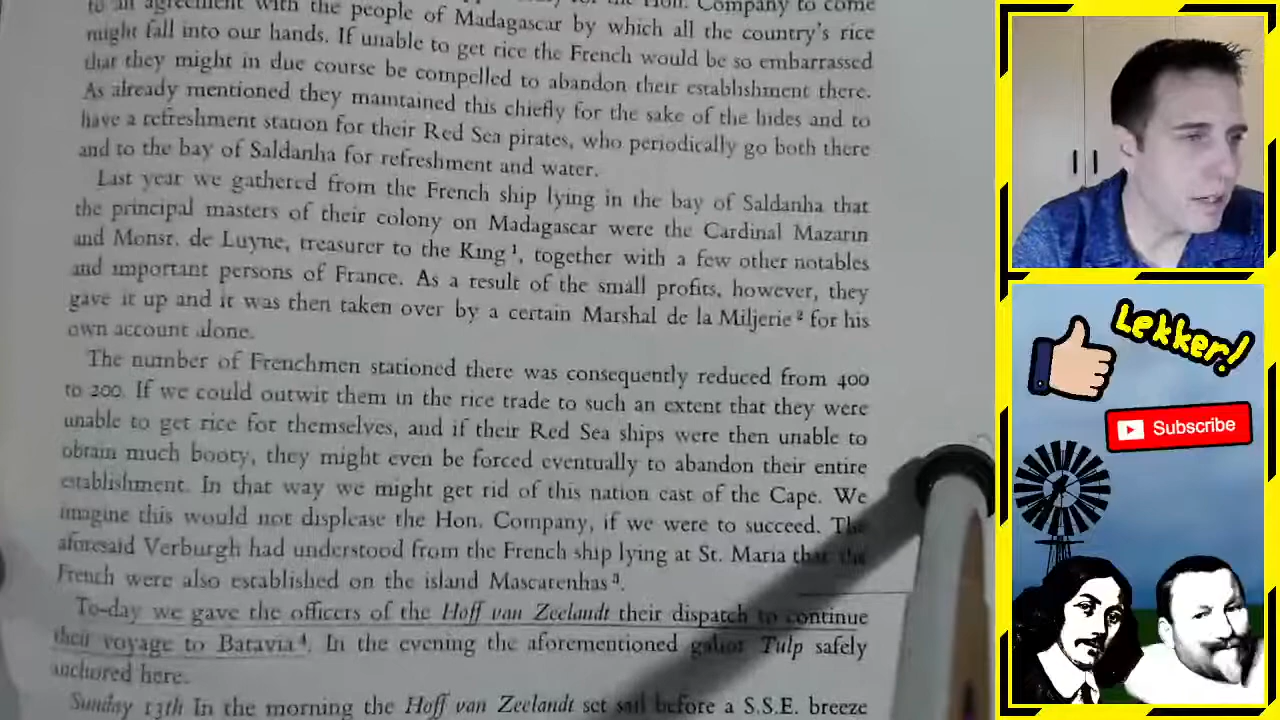 to an agreement with the people of Madagascar by which all the country's rice
might fall into our hands. If unable to get rice the French would be so embarrassed
that they might in due course be compelled to abandon their establishment there.
As already mentioned they maintained this chiefly for the sake of the hides and to
have a refreshment station for their Red Sea pirates, who periodically go both there
and to the bay of Saldanha for refreshment and water.
Last year we gathered from the French ship lying in the bay of Saldanha that
the principal masters of their colony on Madagascar were the Cardinal Mazarin
and Monsr. de Luyne, treasurer to the King ¹, together with a few other notables
and important persons of France. As a result of the small profits, however, they
gave it up and it was then taken over by a certain Marshal de la Miljerie ² for his
own account alone.
The number of Frenchmen stationed there was consequently reduced from 400
to 200. If we could outwit them in the rice trade to such an extent that they were
unable to get rice for themselves, and if their Red Sea ships were then unable to
obtain much booty, they might even be forced eventually to abandon their entire
establishment. In that way we might get rid of this nation east of the Cape. We
imagine this would not displease the Hon. Company, if we were to succeed. The
aforesaid Verburgh had understood from the French ship lying at St. Maria that the
French were also established on the island Mascarenhas ³.
To-day we gave the officers of the Hoff van Zeelandt their dispatch to continue
their voyage to Batavia ⁴. In the evening the aforementioned galiot Tulp safely
anchored here.
Sunday 13th In the morning the Hoff van Zeelandt set sail before a S.S.E. breeze
Lekker!
Subscribe